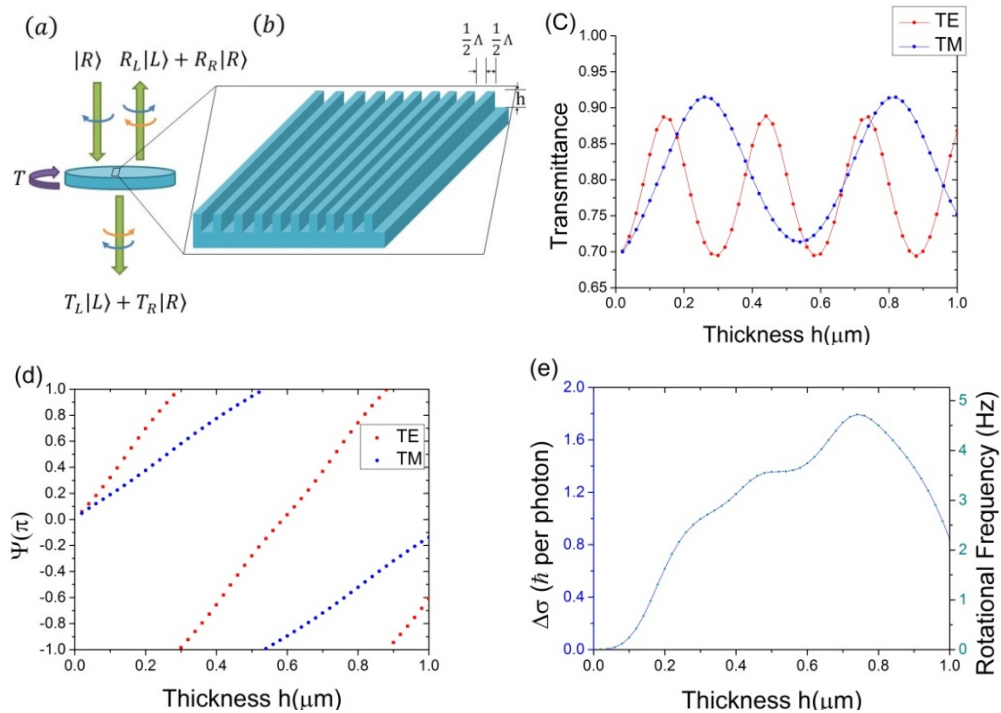 (a)
|R⟩ R_L|L⟩ + R_R|R⟩
T
T_L|L⟩ + T_R|R⟩
(b)
1/2 Λ 1/2 Λ
h
(C)
TE
TM
Transmittance
1.00
0.95
0.90
0.85
0.80
0.75
0.70
0.65
0.0 0.2 0.4 0.6 0.8 1.0
Thickness h(μm)
(d)
TE
TM
Ψ(π)
1.0
0.8
0.6
0.4
0.2
0.0
-0.2
-0.4
-0.6
-0.8
-1.0
0.0 0.2 0.4 0.6 0.8 1.0
Thickness h(μm)
(e)
Δσ (ℏ per photon)
2.0
1.6
1.2
0.8
0.4
0.0
0.0 0.2 0.4 0.6 0.8 1.0
Thickness h(μm)
5
4
3
2
1
0
Rotational Frequency (Hz)